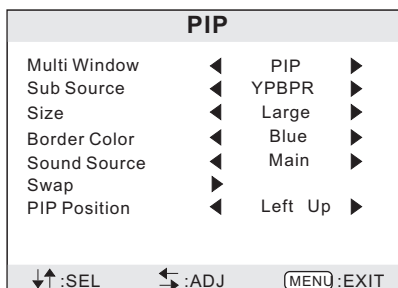 PIP
Multi Window ◀ PIP ▶
Sub Source ◀ YPBPR ▶
Size ◀ Large ▶
Border Color ◀ Blue ▶
Sound Source ◀ Main ▶
Swap ▶
PIP Position ◀ Left Up ▶
:SEL :ADJ MENU :EXIT